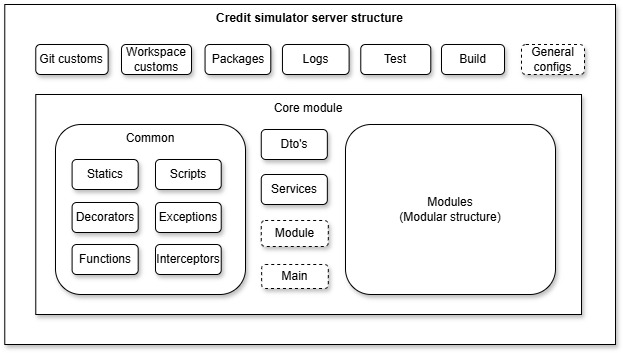 Credit simulator server structure
Git customs
Workspace
customs
Packages
Logs
Test
Build
General
configs
Core module
Common
Statics
Scripts
Decorators
Exceptions
Functions
Interceptors
Dto's
Services
Module
Main
Modules
(Modular structure)